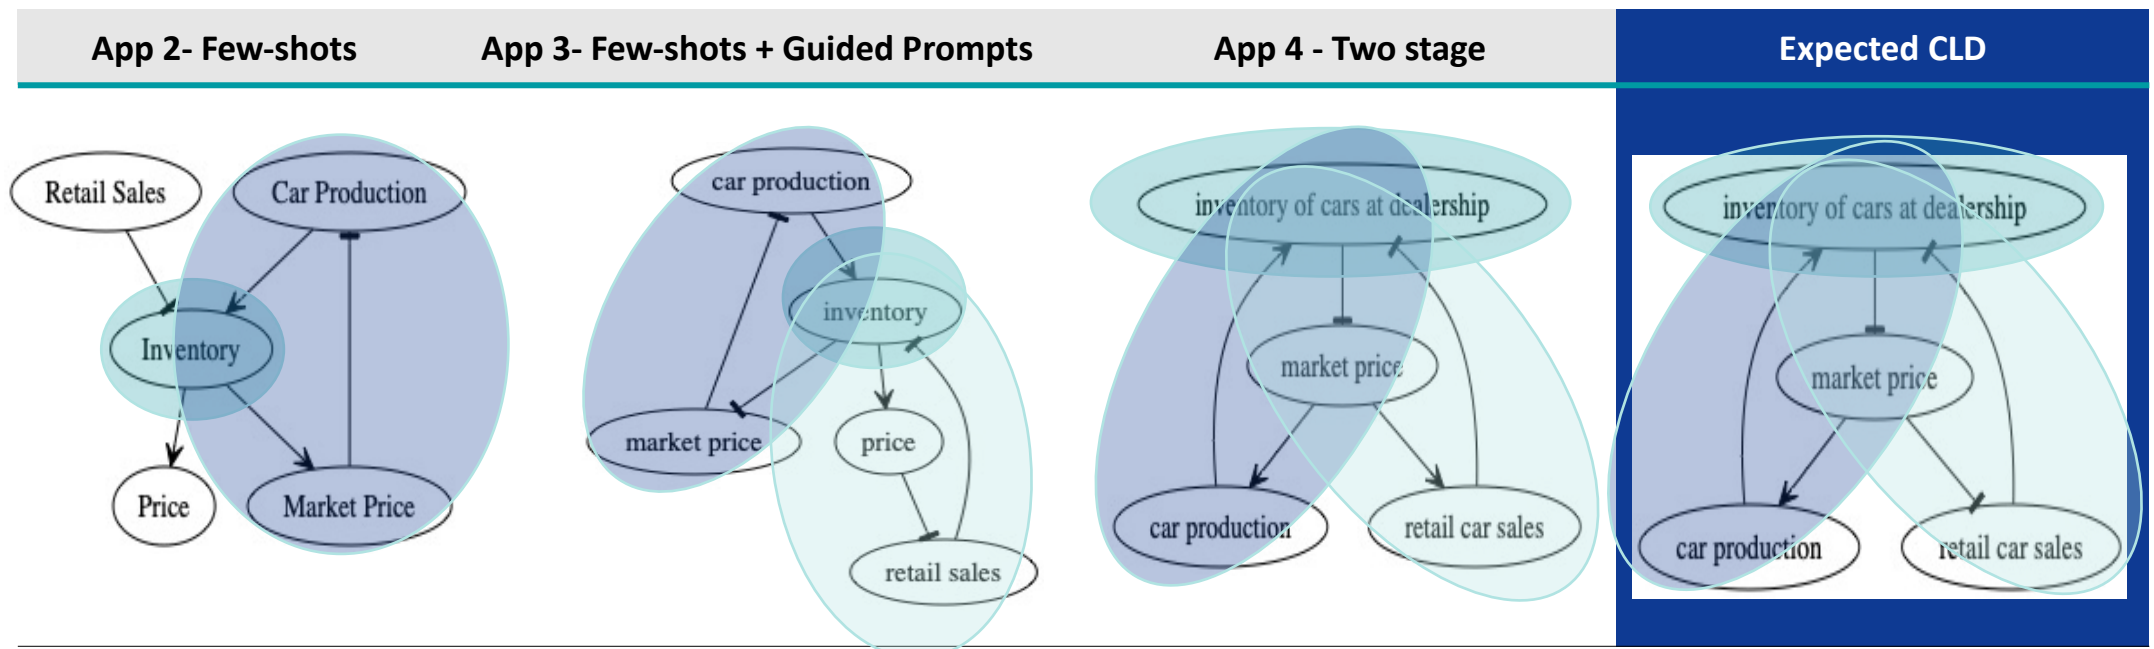 App 2- Few-shots
App 3- Few-shots + Guided Prompts
App 4 - Two stage
Expected CLD
Retail Sales
Car Production
Inventory
Price
Market Price
car production
inventory
market price
price
retail sales
inventory of cars at dealership
market price
car production
retail car sales
inventory of cars at dealership
market price
car production
retail car sales